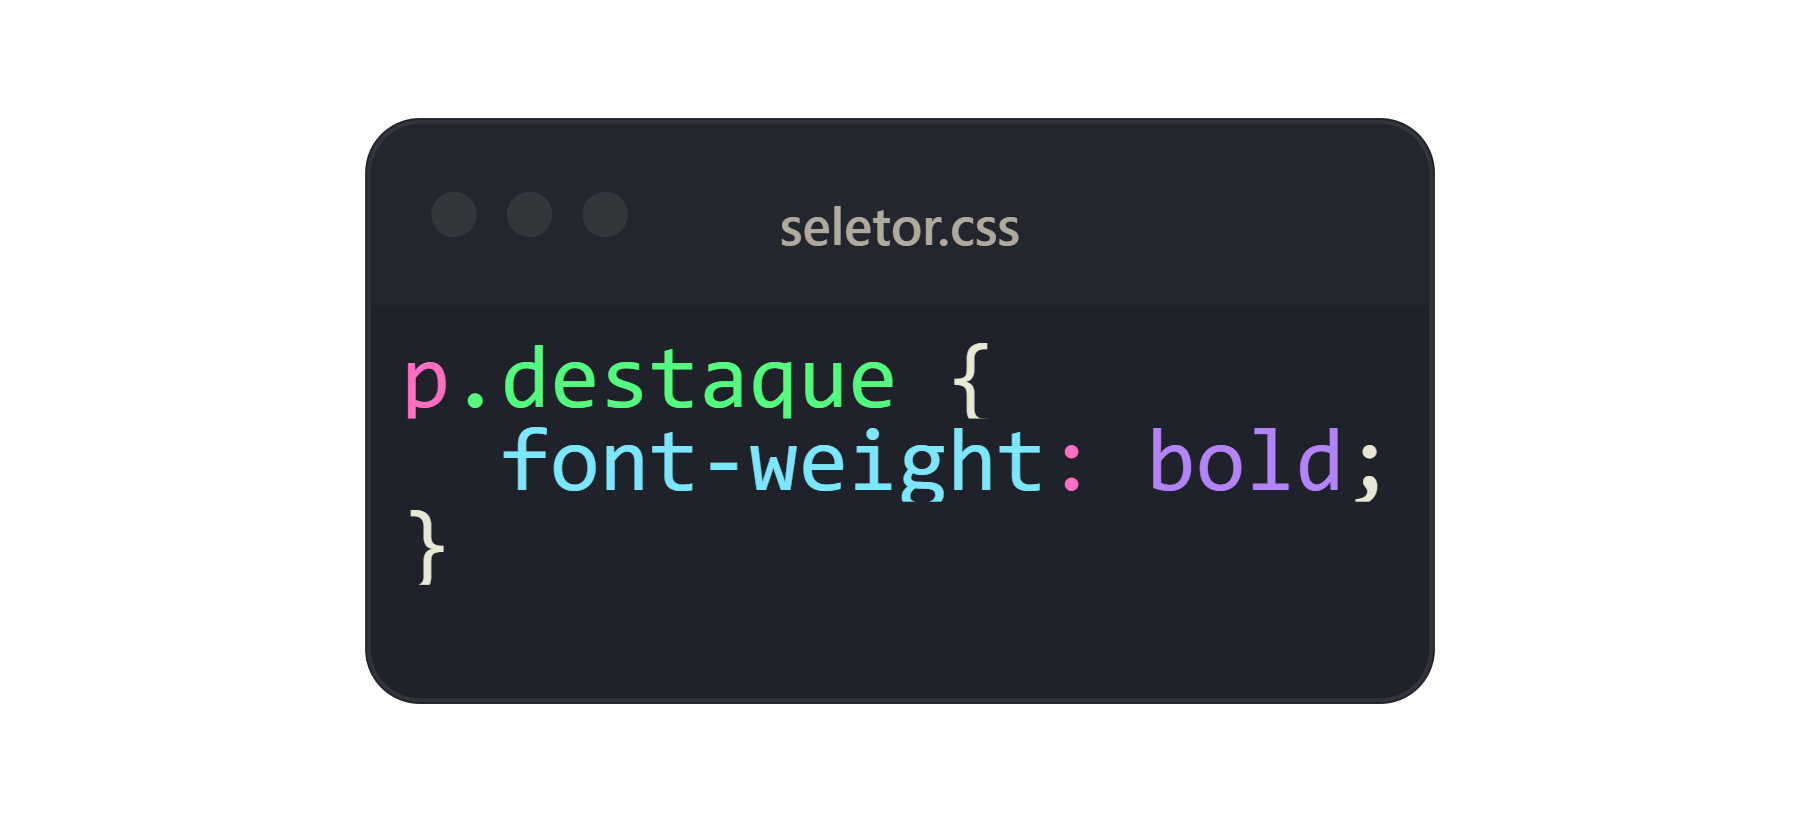 seletor.css
p.destaque {
  font-weight: bold;
}